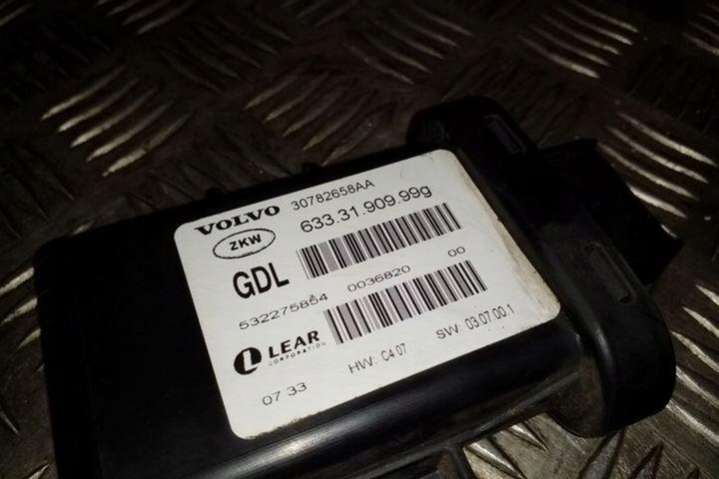 VOLVO 30782658AA
ZKW 633.31.909.99g
GDL
532275854 0036820 00
LEAR
CORPORATION
07 33 HW: C4 07 SW: 03.07.00.1